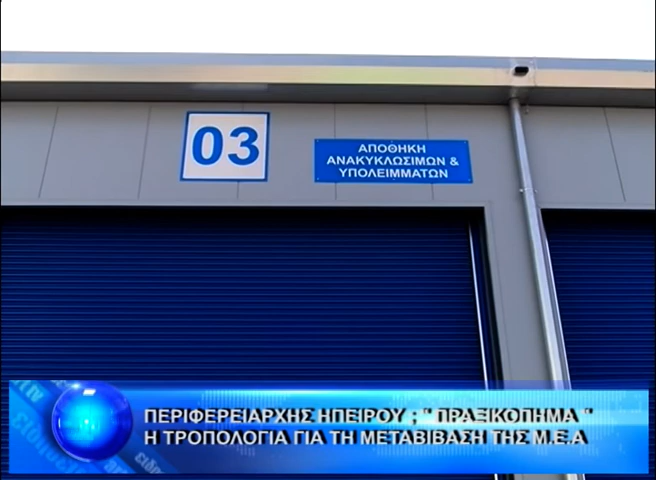 03
ΑΠΟΘΗΚΗ
ΑΝΑΚΥΚΛΩΣΙΜΩΝ &
ΥΠΟΛΕΙΜΜΑΤΩΝ
ΠΕΡΙΦΕΡΕΙΑΡΧΗΣ ΗΠΕΙΡΟΥ ; " ΠΡΑΞΙΚΟΠΗΜΑ "
Η ΤΡΟΠΟΛΟΓΙΑ ΓΙΑ ΤΗ ΜΕΤΑΒΙΒΑΣΗ ΤΗΣ Μ.Ε.Α